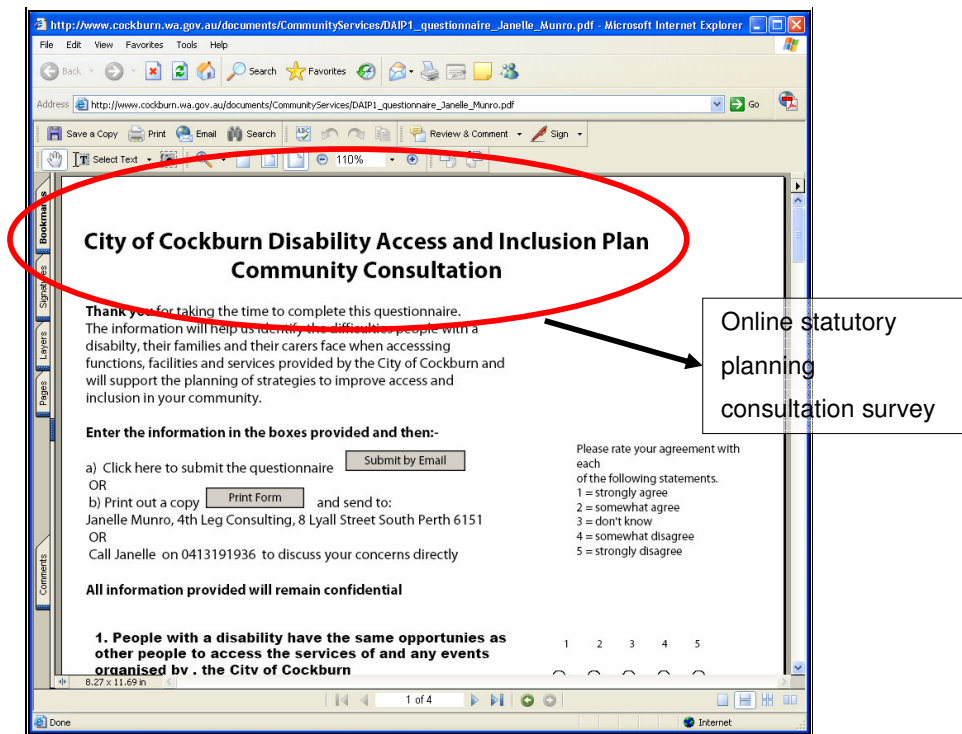 http://www.cockburn.wa.gov.au/documents/CommunityServices/DAIP1_questionnaire_Janelle_Munro.pdf - Microsoft Internet Explorer
File Edit View Favorites Tools Help
Back Search Favorites
Address http://www.cockburn.wa.gov.au/documents/CommunityServices/DAIP1_questionnaire_Janelle_Munro.pdf Go
Save a Copy Print Email Search Review & Comment Sign
Select Text 110%
Bookmarks
Signatures
Layers
Pages
Comments
City of Cockburn Disability Access and Inclusion Plan
Community Consultation
Thank you for taking the time to complete this questionnaire.
The information will help us identify the difficulties people with a
disabilty, their families and their carers face when accesssing
functions, facilities and services provided by the City of Cockburn and
will support the planning of strategies to improve access and
inclusion in your community.
Online statutory
planning
consultation survey
Enter the information in the boxes provided and then:-
a) Click here to submit the questionnaire Submit by Email
OR
b) Print out a copy Print Form and send to:
Janelle Munro, 4th Leg Consulting, 8 Lyall Street South Perth 6151
OR
Call Janelle on 0413191936 to discuss your concerns directly
Please rate your agreement with
each
of the following statements.
1 = strongly agree
2 = somewhat agree
3 = don't know
4 = somewhat disagree
5 = strongly disagree
All information provided will remain confidential
1. People with a disability have the same opportunies as
other people to access the services of and any events
organised by . the City of Cockburn
1 2 3 4 5
8.27 x 11.69 in
1 of 4
Done Internet